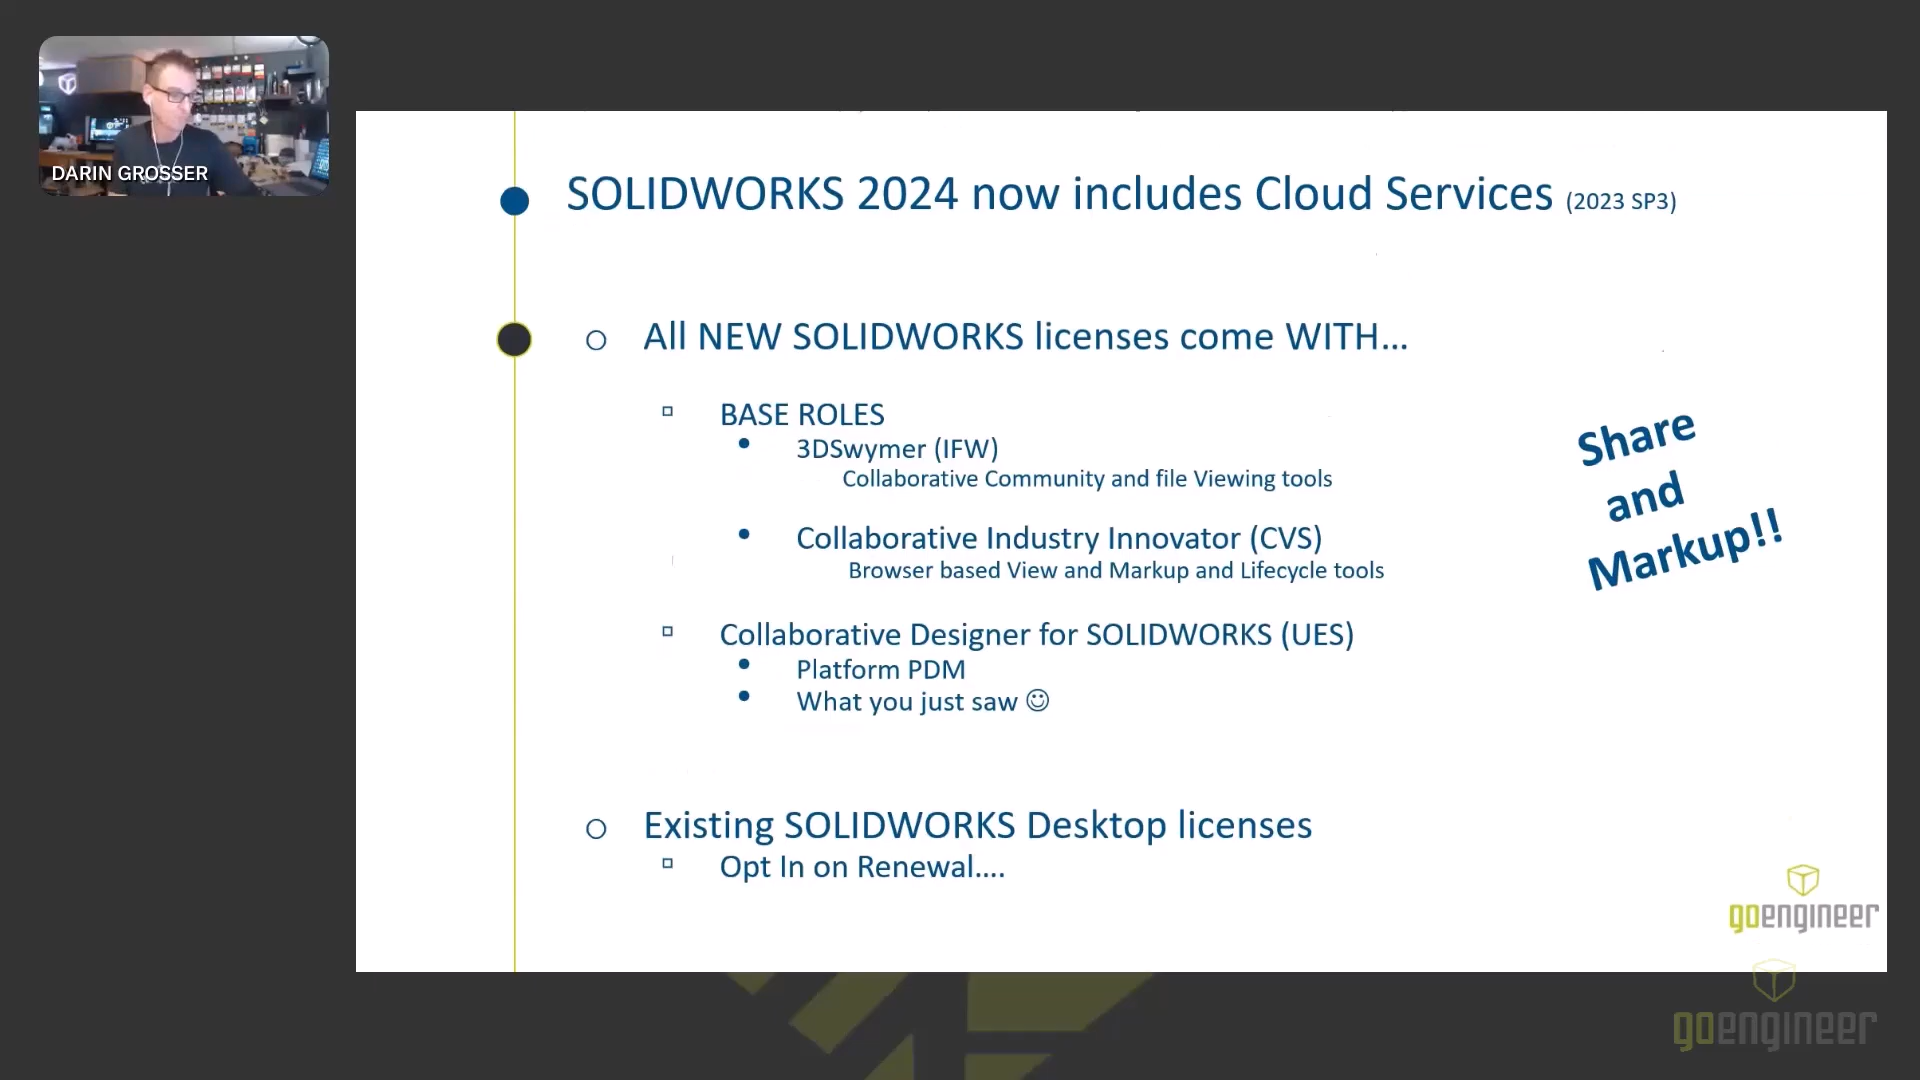 DARIN GROSSER
SOLIDWORKS 2024 now includes Cloud Services (2023 SP3)
All NEW SOLIDWORKS licenses come WITH...
BASE ROLES
3DSwymer (IFW)
Collaborative Community and file Viewing tools
Collaborative Industry Innovator (CVS)
Browser based View and Markup and Lifecycle tools
Collaborative Designer for SOLIDWORKS (UES)
Platform PDM
What you just saw ☺
Existing SOLIDWORKS Desktop licenses
Opt In on Renewal....
Share
and
Markup!!
goengineer
goengineer